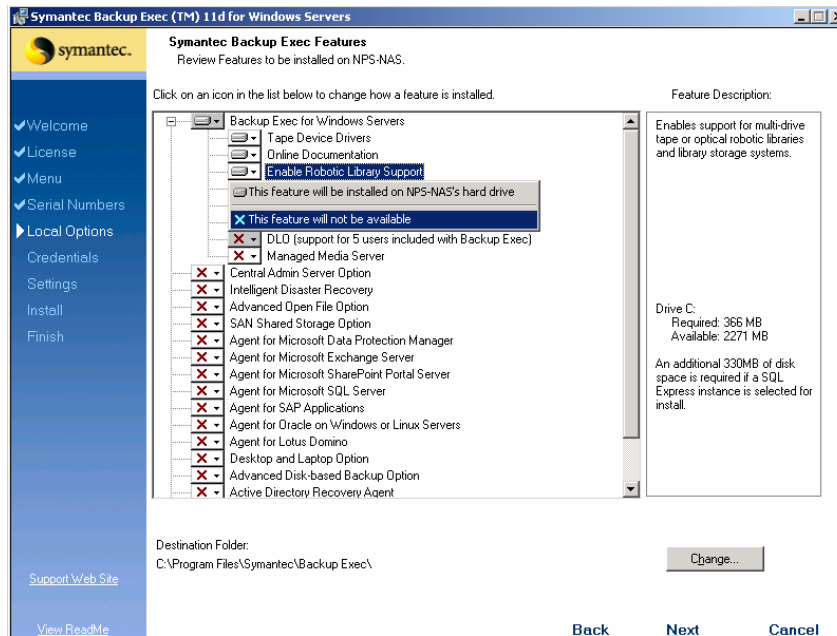 Symantec Backup Exec (TM) 11d for Windows Servers
symantec.
Symantec Backup Exec Features
Review Features to be installed on NPS-NAS.
Welcome
License
Menu
Serial Numbers
Local Options
Credentials
Settings
Install
Finish
Support Web Site
View ReadMe
Click on an icon in the list below to change how a feature is installed.
Backup Exec for Windows Servers
Tape Device Drivers
Online Documentation
Enable Robotic Library Support
This feature will be installed on NPS-NAS's hard drive
This feature will not be available
DLO (support for 5 users included with Backup Exec)
Managed Media Server
Central Admin Server Option
Intelligent Disaster Recovery
Advanced Open File Option
SAN Shared Storage Option
Agent for Microsoft Data Protection Manager
Agent for Microsoft Exchange Server
Agent for Microsoft SharePoint Portal Server
Agent for Microsoft SQL Server
Agent for SAP Applications
Agent for Oracle on Windows or Linux Servers
Agent for Lotus Domino
Desktop and Laptop Option
Advanced Disk-based Backup Option
Active Directory Recovery Agent
Feature Description:
Enables support for multi-drive
tape or optical robotic libraries
and library storage systems.
Drive C:
Required: 366 MB
Available: 2271 MB
An additional 330MB of disk
space is required if a SQL
Express instance is selected for
install.
Destination Folder:
C:\Program Files\Symantec\Backup Exec\
Change...
Back
Next
Cancel